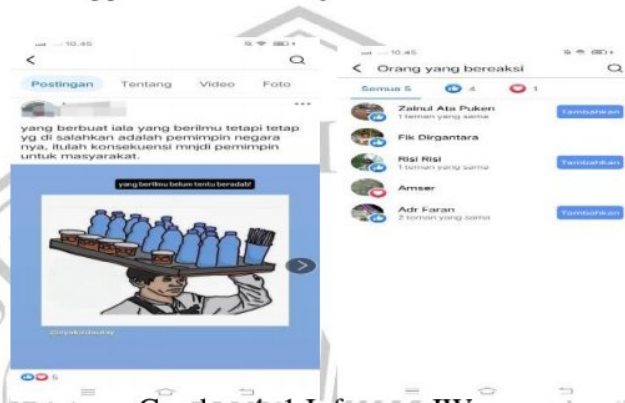 10.45
Postingan Tentang Video Foto
yang berbuat iala yang berilmu tetapi tetap
yg di salahkan adalah pemimpin negara
nya, itulah konsekuensi mnjdi pemimpin
untuk masyarakat.
yang berilmu belum tentu beradab!
5
10.45
Orang yang bereaksi
Semua 5 4 1
Zainul Ata Puken
1 teman yang sama
Tambahkan
Fik Dirgantara
Risi Risi
1 teman yang sama
Tambahkan
Amser
Adr Faran
2 teman yang sama
Tambahkan